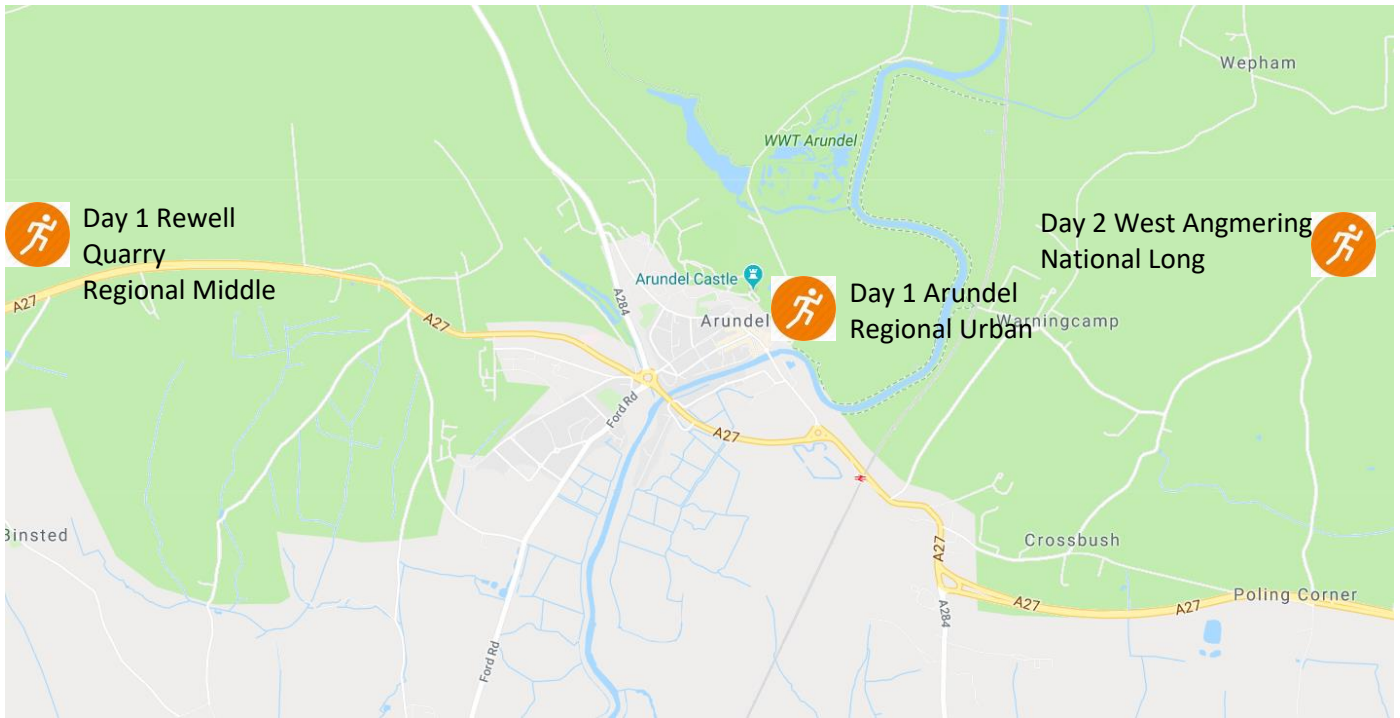 Wepham
WWT Arundel
Day 1 Rewell
Quarry
Regional Middle
Day 2 West Angmering
National Long
A27
A27
A284
Arundel Castle
Arundel
Day 1 Arundel
Regional Urban
Warningcamp
Ford Rd
A27
Binsted
A27
Crossbush
A284
A27
A27
Poling Corner
Ford Rd